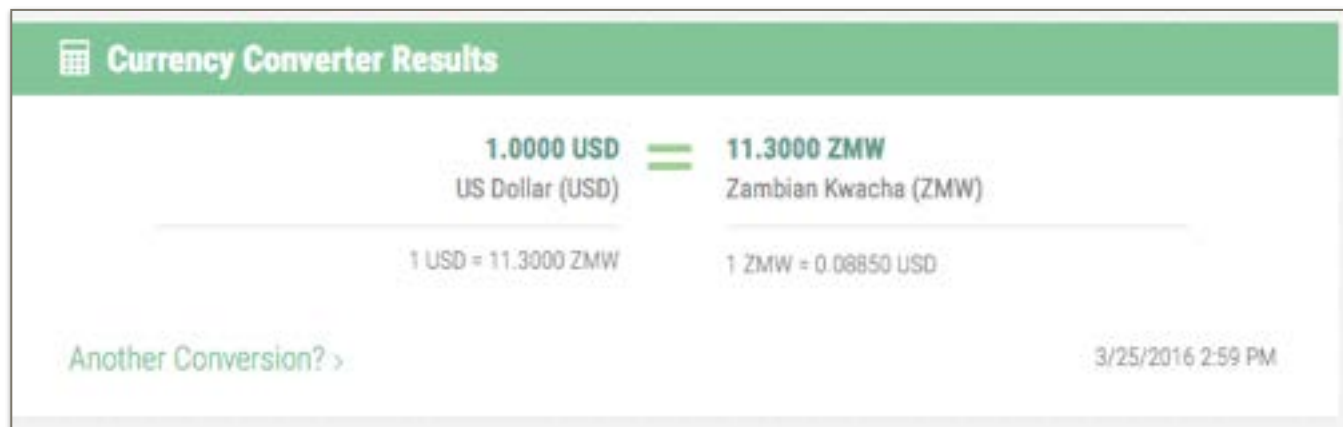 Currency Converter Results
1.0000 USD = 11.3000 ZMW
US Dollar (USD) Zambian Kwacha (ZMW)
1 USD = 11.3000 ZMW 1 ZMW = 0.08850 USD
Another Conversion? > 3/25/2016 2:59 PM